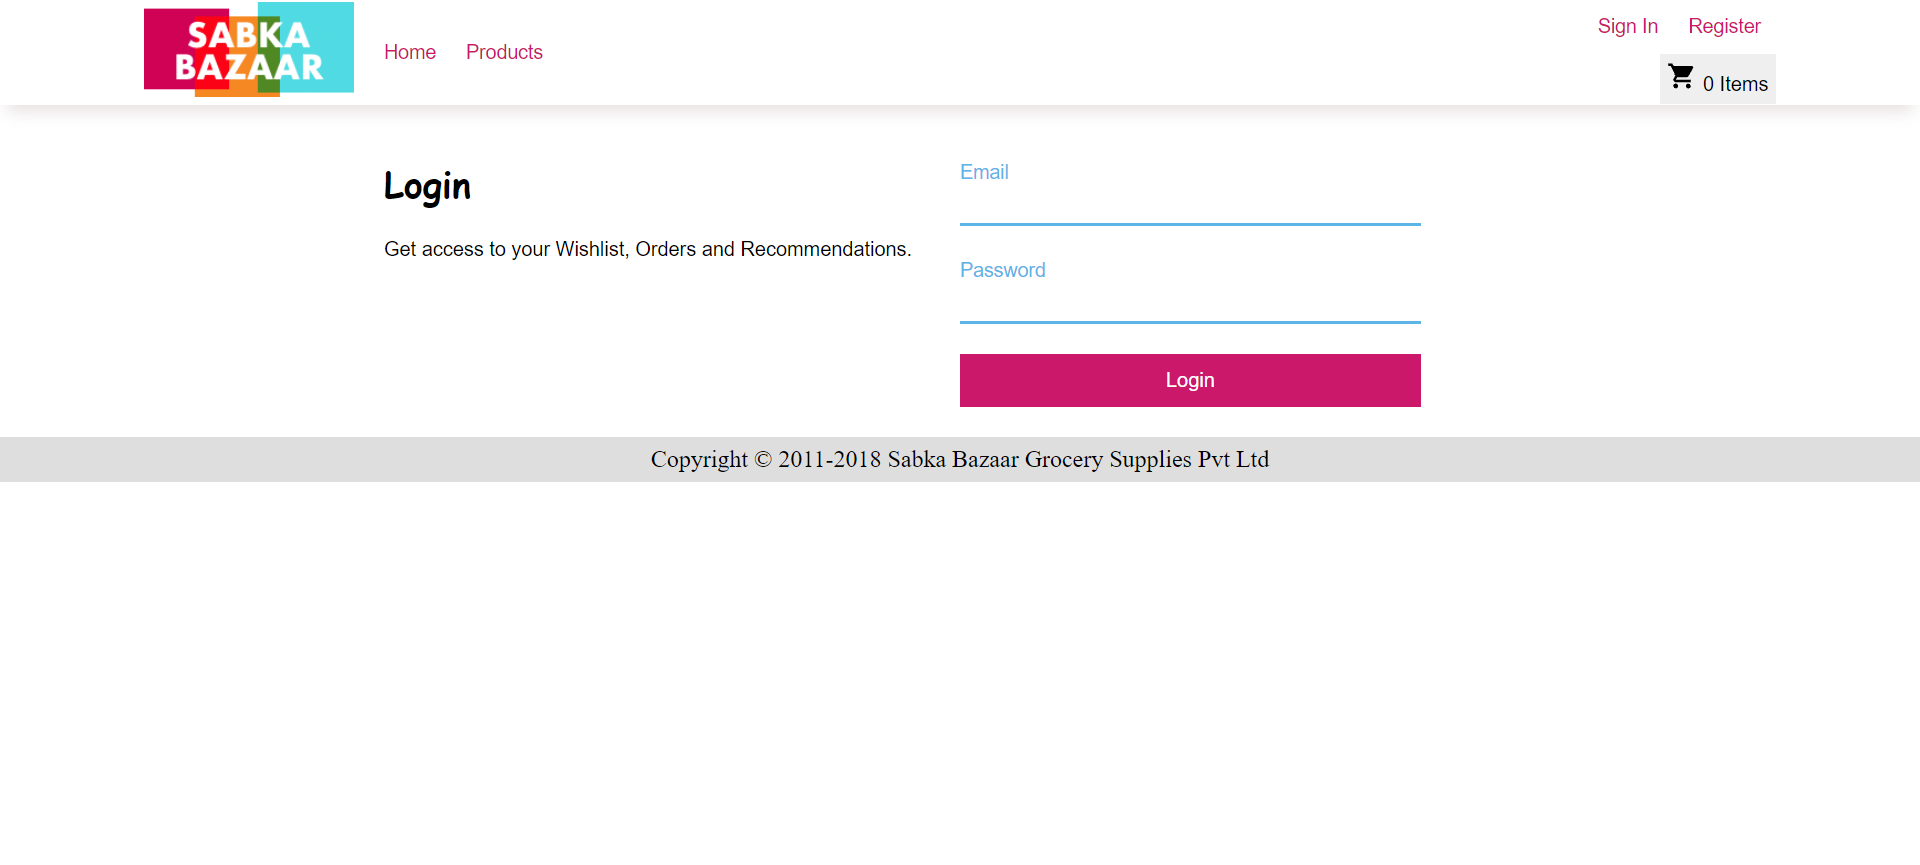 SABKA
BAZAAR
Home
Products
Sign In
Register
0 Items
Login
Get access to your Wishlist, Orders and Recommendations.
Email
Password
Login
Copyright © 2011-2018 Sabka Bazaar Grocery Supplies Pvt Ltd